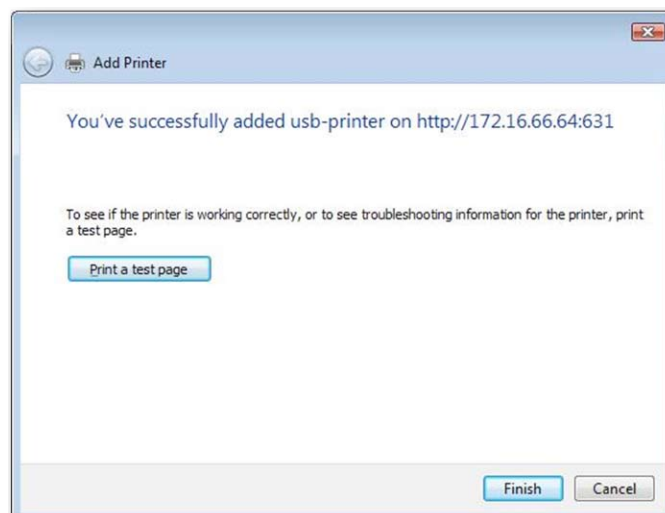 Add Printer
You've successfully added usb-printer on http://172.16.66.64:631
To see if the printer is working correctly, or to see troubleshooting information for the printer, print
a test page.
Print a test page
Finish Cancel